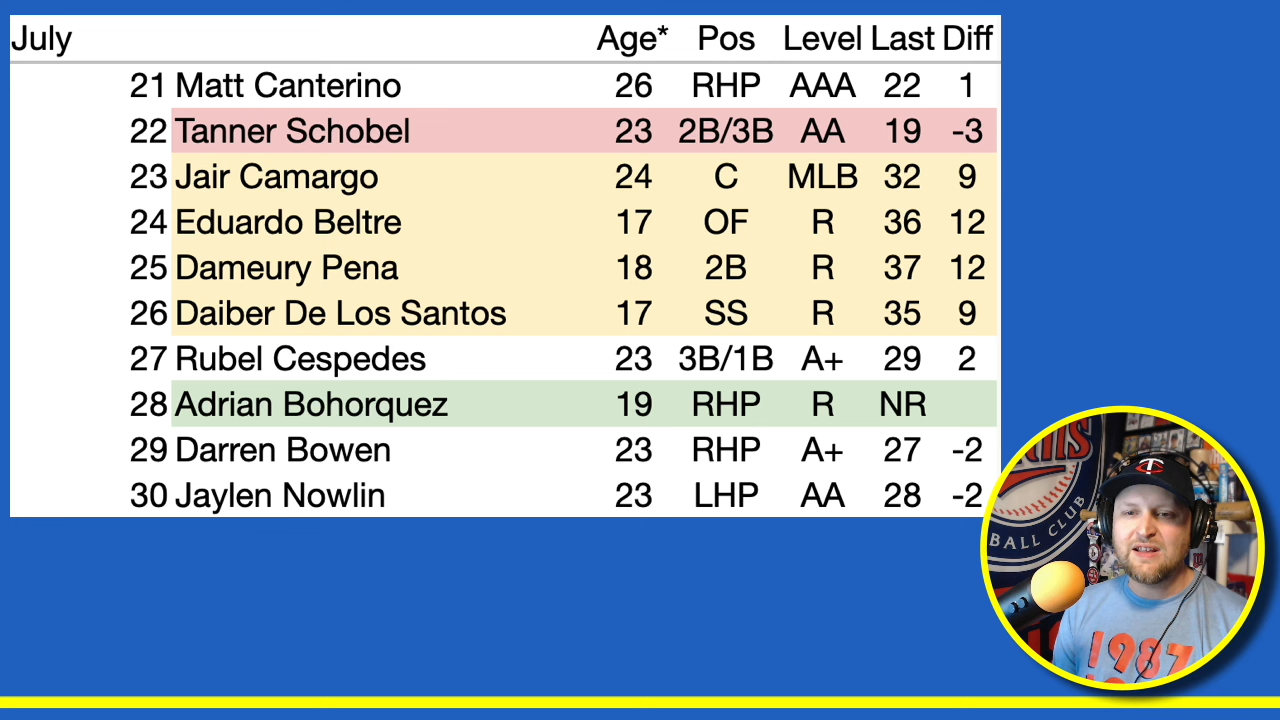 July Age* Pos Level Last Diff
21 Matt Canterino 26 RHP AAA 22 1
22 Tanner Schobel 23 2B/3B AA 19 -3
23 Jair Camargo 24 C MLB 32 9
24 Eduardo Beltre 17 OF R 36 12
25 Dameury Pena 18 2B R 37 12
26 Daiber De Los Santos 17 SS R 35 9
27 Rubel Cespedes 23 3B/1B A+ 29 2
28 Adrian Bohorquez 19 RHP R NR
29 Darren Bowen 23 RHP A+ 27 -2
30 Jaylen Nowlin 23 LHP AA 28 -2
BALL CLUB
TC
1987